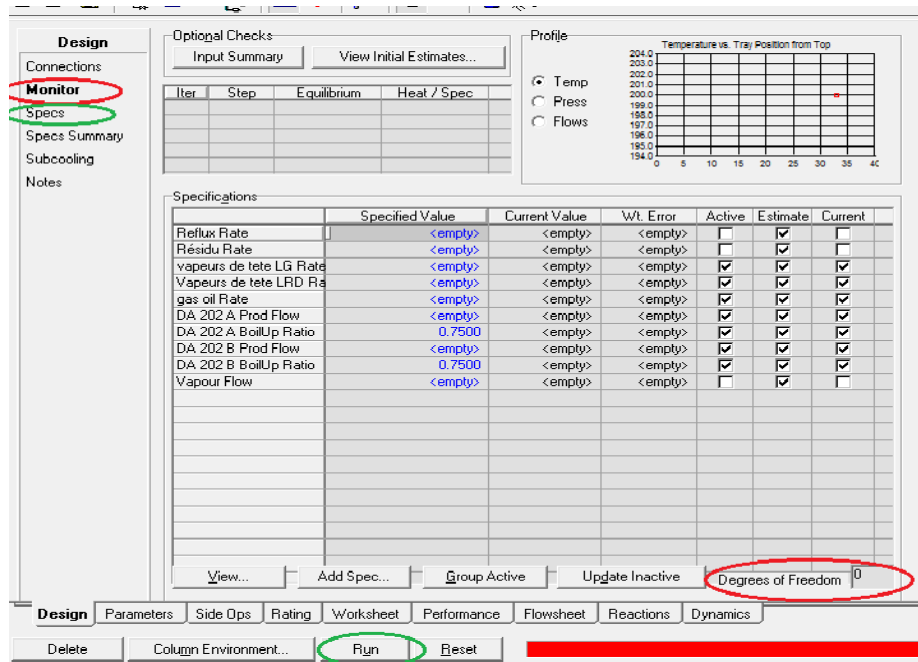 Design
Connections
Monitor
Specs
Specs Summary
Subcooling
Notes
Optional Checks
Input Summary View Initial Estimates...
Iter Step Equilibrium Heat / Spec
Profile
Temp
Press
Flows
Temperature vs. Tray Position from Top
204.0
203.0
202.0
201.0
200.0
199.0
198.0
197.0
196.0
195.0
194.0
0 5 10 15 20 25 30 35
Specifications
Specified Value Current Value Wt. Error Active Estimate Current
Reflux Rate <empty> <empty> <empty>
Résidu Rate <empty> <empty> <empty>
vapeurs de tete LG Rate <empty> <empty> <empty>
Vapeurs de tete LRD Ra <empty> <empty> <empty>
gas oil Rate <empty> <empty> <empty>
DA 202 A Prod Flow <empty> <empty> <empty>
DA 202 A BoilUp Ratio 0.7500 <empty> <empty>
DA 202 B Prod Flow <empty> <empty> <empty>
DA 202 B BoilUp Ratio 0.7500 <empty> <empty>
Vapour Flow <empty> <empty> <empty>
View... Add Spec... Group Active Update Inactive Degrees of Freedom 0
Design Parameters Side Ops Rating Worksheet Performance Flowsheet Reactions Dynamics
Delete Column Environment... Run Reset